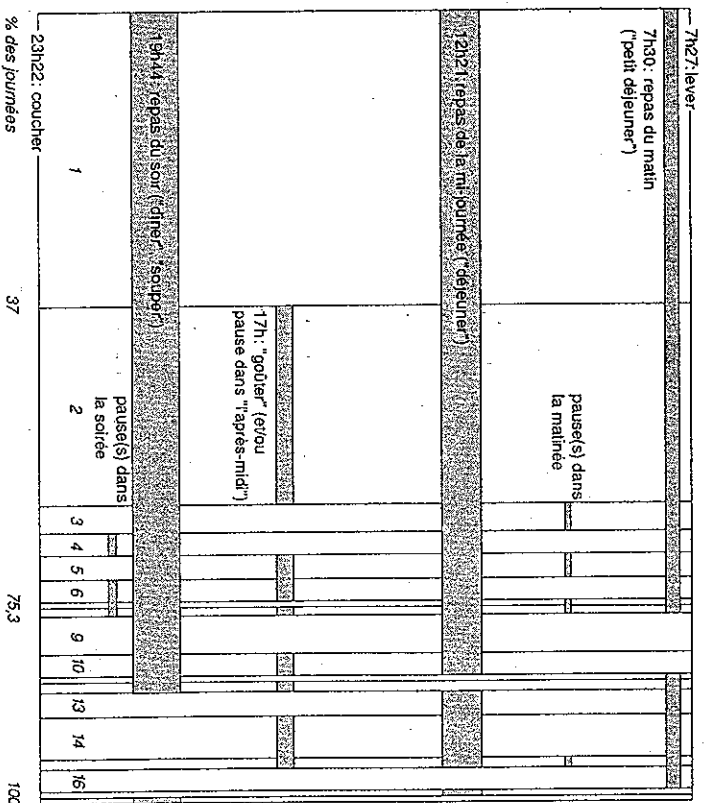 7h27: lever
7h30: repas du matin
("petit déjeuner")
pause(s) dans
la matinée
12h21: repas de la mi-journée ("déjeuner")
17h: "goûter" (et/ou
pause dans "l'après-midi")
19h44: repas du soir ("dîner", "souper")
pause(s) dans
la soirée
1 2 3 4 5 6 9 10 13 14 16
23h22: coucher
% des journées 37 75,3 100